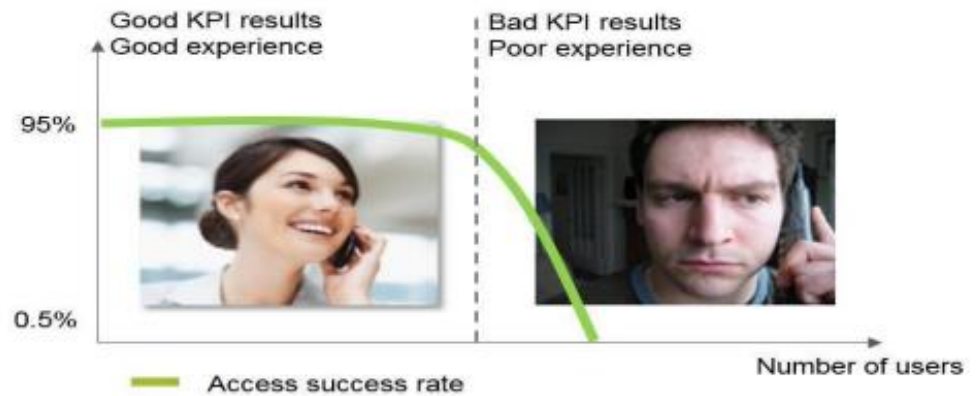 Good KPI results
Good experience
Bad KPI results
Poor experience
95%
0.5%
Number of users
Access success rate